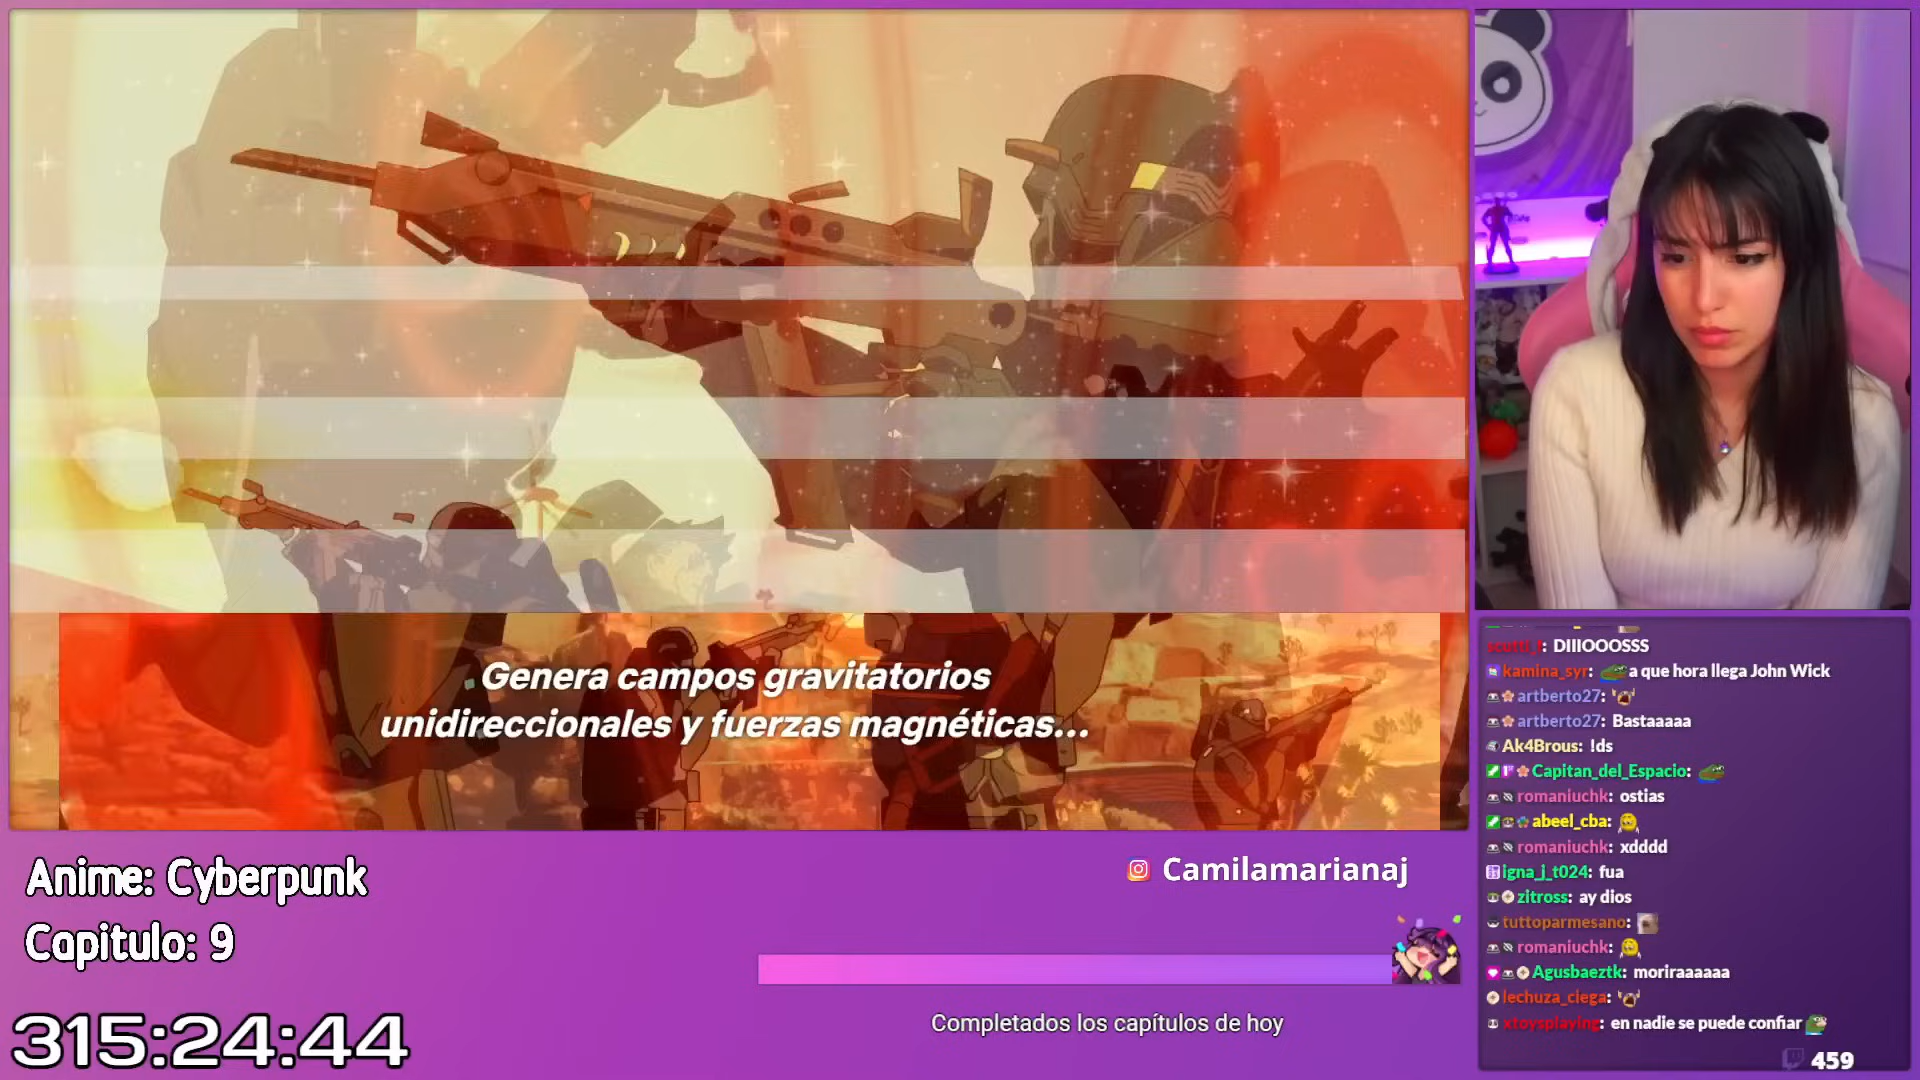 Genera campos gravitatorios
unidireccionales y fuerzas magnéticas...
Anime: Cyberpunk
Capitulo: 9
315:24:44
Camilamarianaj
Completados los capítulos de hoy
scotti_t: DIIIOOOSSS
kamina_syr: a que hora llega John Wick
artberto27:
artberto27: Bastaaaaa
Ak4Brous: !ds
Capitan_del_Espacio:
romaniuchk: ostias
abeel_cba:
romaniuchk: xdddd
igna_j_t024: fua
zitross: ay dios
tuttoparmesano:
romaniuchk:
Agusbaeztk: moriraaaaaa
lechuza_ciega:
xtoysplaying: en nadie se puede confiar
459